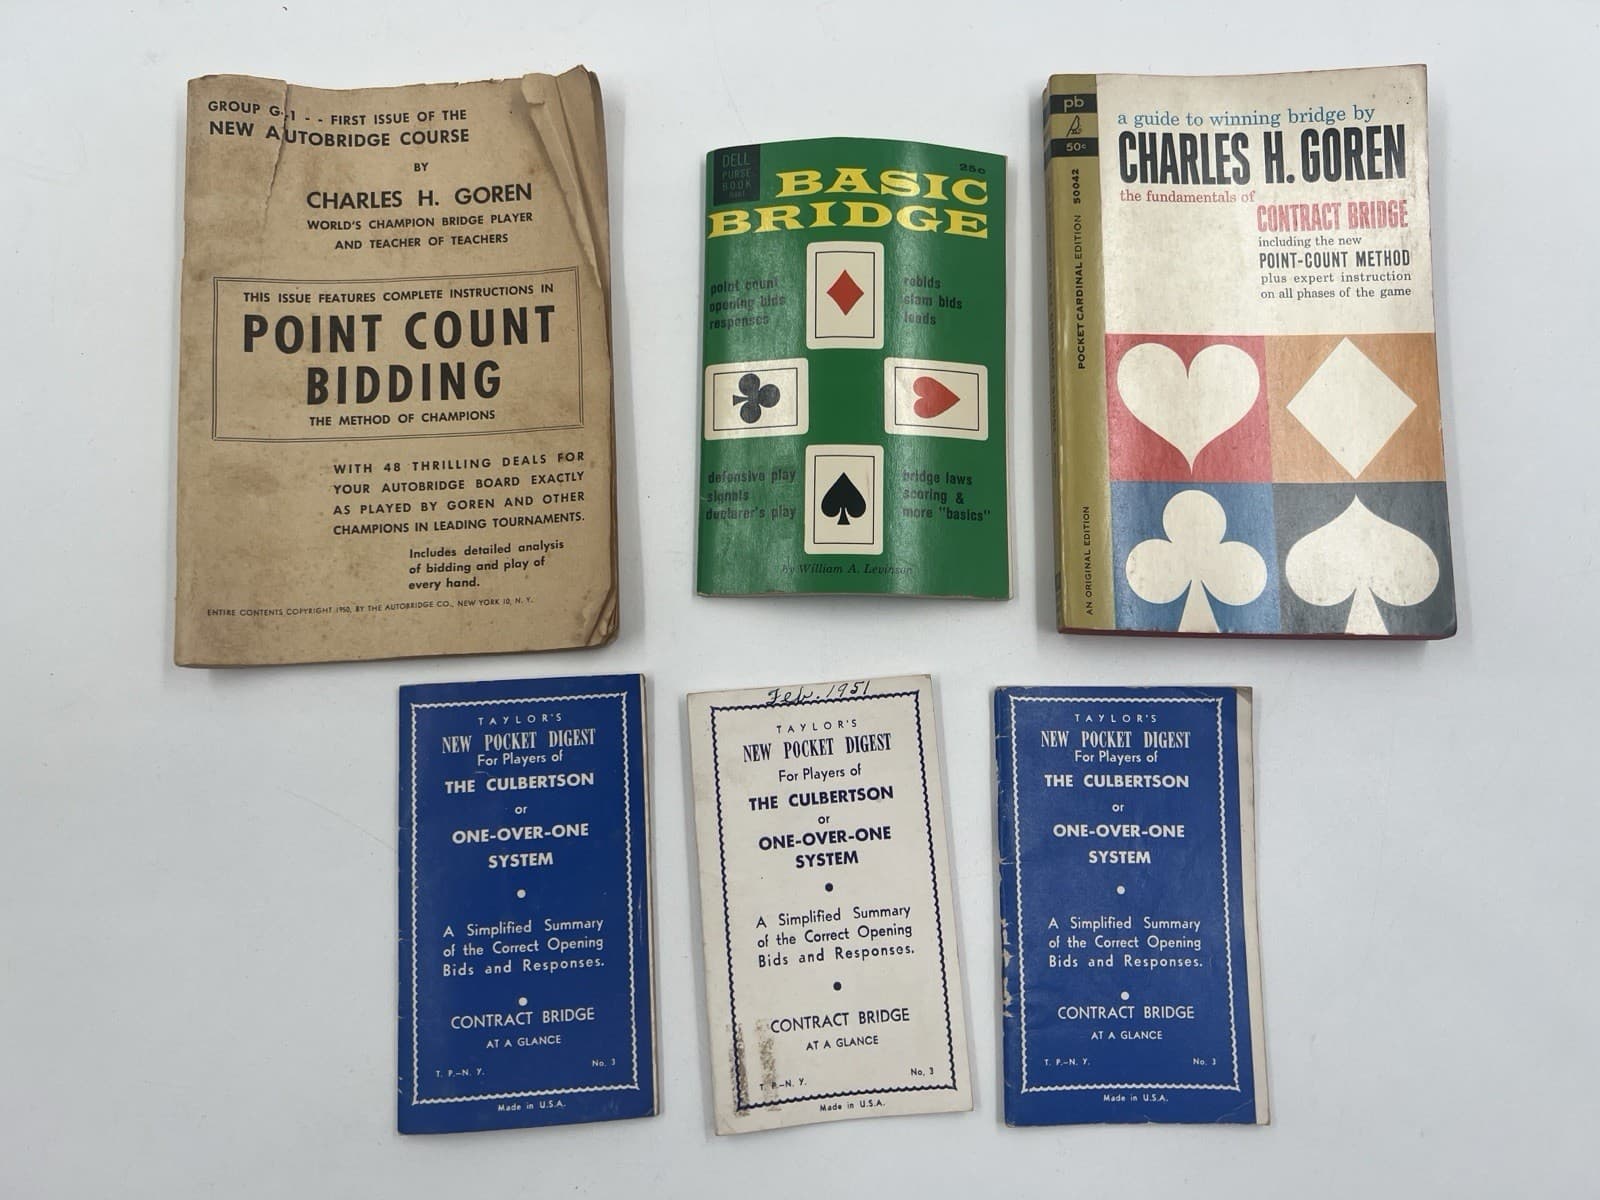 GROUP G-1 - - FIRST ISSUE OF THE
NEW AUTOBRIDGE COURSE
BY
CHARLES H. GOREN
WORLD'S CHAMPION BRIDGE PLAYER
AND TEACHER OF TEACHERS
THIS ISSUE FEATURES COMPLETE INSTRUCTIONS IN
POINT COUNT
BIDDING
THE METHOD OF CHAMPIONS
WITH 48 THRILLING DEALS FOR
YOUR AUTOBRIDGE BOARD EXACTLY
AS PLAYED BY GOREN AND OTHER
CHAMPIONS IN LEADING TOURNAMENTS.
Includes detailed analysis
of bidding and play of
every hand.
ENTIRE CONTENTS COPYRIGHT 1950, BY THE AUTOBRIDGE CO., NEW YORK 10, N. Y.
DELL
PURSE
BOOK
25c
BASIC
BRIDGE
point count
opening bids
responses
rebids
slam bids
leads
defensive play
signals
declarer's play
bridge laws
scoring &
more "basics"
by William A. Levinson
pb
50c
POCKET CARDINAL EDITION 50042
AN ORIGINAL EDITION
a guide to winning bridge by
CHARLES H. GOREN
the fundamentals of
CONTRACT BRIDGE
including the new
POINT-COUNT METHOD
plus expert instruction
on all phases of the game
TAYLOR'S
NEW POCKET DIGEST
For Players of
THE CULBERTSON
or
ONE-OVER-ONE
SYSTEM
A Simplified Summary
of the Correct Opening
Bids and Responses.
CONTRACT BRIDGE
AT A GLANCE
T. P.-N. Y. No. 3
Made in U.S.A.
Feb. 1951
TAYLOR'S
NEW POCKET DIGEST
For Players of
THE CULBERTSON
or
ONE-OVER-ONE
SYSTEM
A Simplified Summary
of the Correct Opening
Bids and Responses.
CONTRACT BRIDGE
AT A GLANCE
T. P.-N. Y. No. 3
Made in U.S.A.
TAYLOR'S
NEW POCKET DIGEST
For Players of
THE CULBERTSON
or
ONE-OVER-ONE
SYSTEM
A Simplified Summary
of the Correct Opening
Bids and Responses.
CONTRACT BRIDGE
AT A GLANCE
T. P.-N. Y. No. 3
Made in U.S.A.